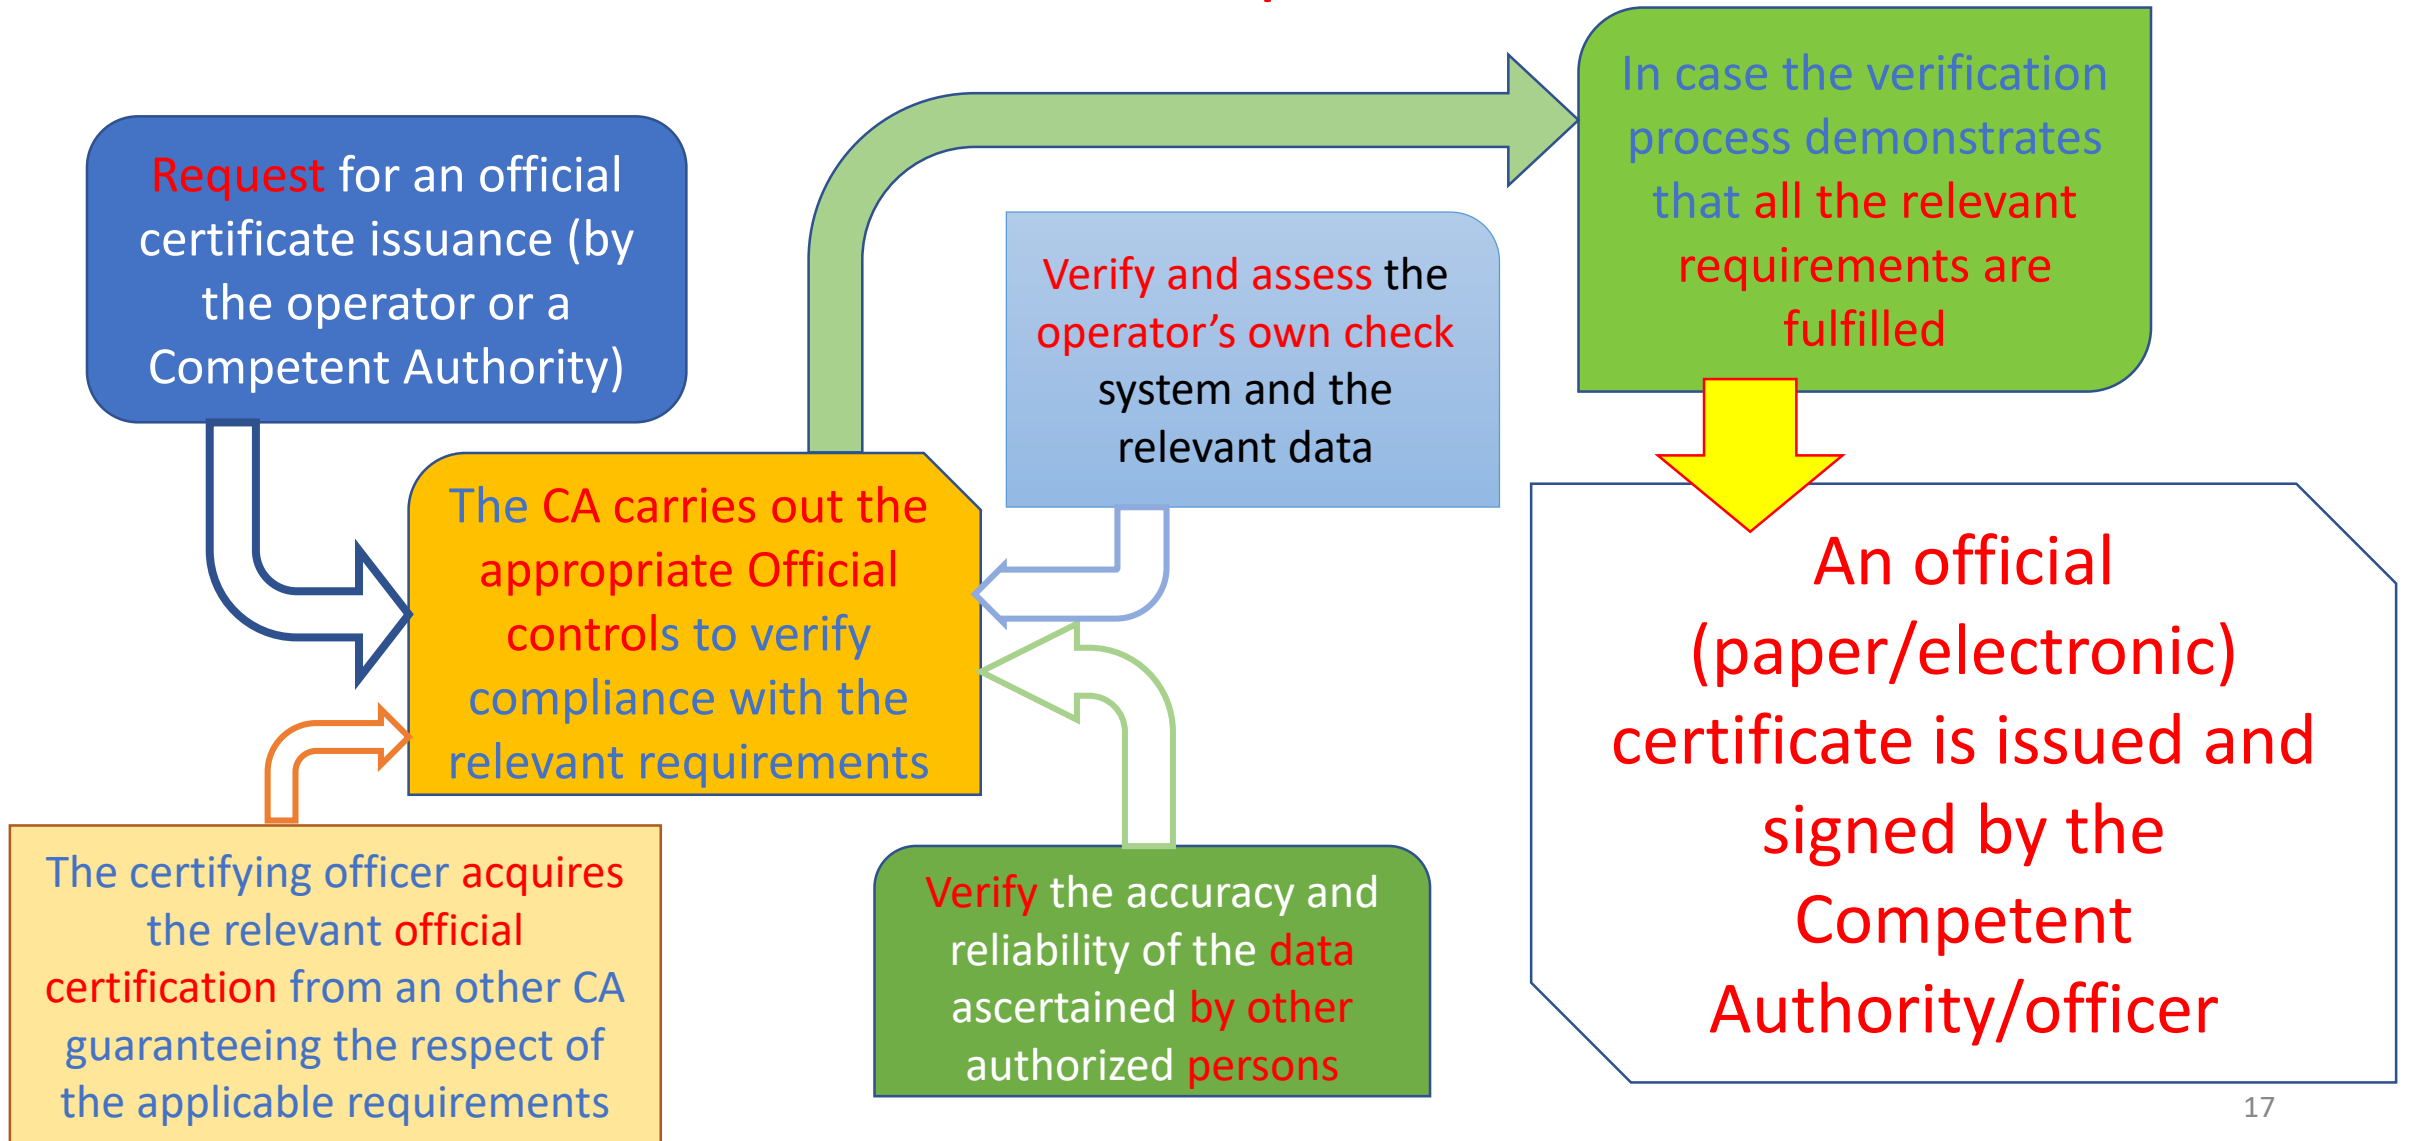 Request for an official
certificate issuance (by
the operator or a
Competent Authority)
The CA carries out the
appropriate Official
controls to verify
compliance with the
relevant requirements
The certifying officer acquires
the relevant official
certification from an other CA
guaranteeing the respect of
the applicable requirements
Verify and assess the
operator’s own check
system and the
relevant data
Verify the accuracy and
reliability of the data
ascertained by other
authorized persons
In case the verification
process demonstrates
that all the relevant
requirements are
fulfilled
An official
(paper/electronic)
certificate is issued and
signed by the
Competent
Authority/officer
17